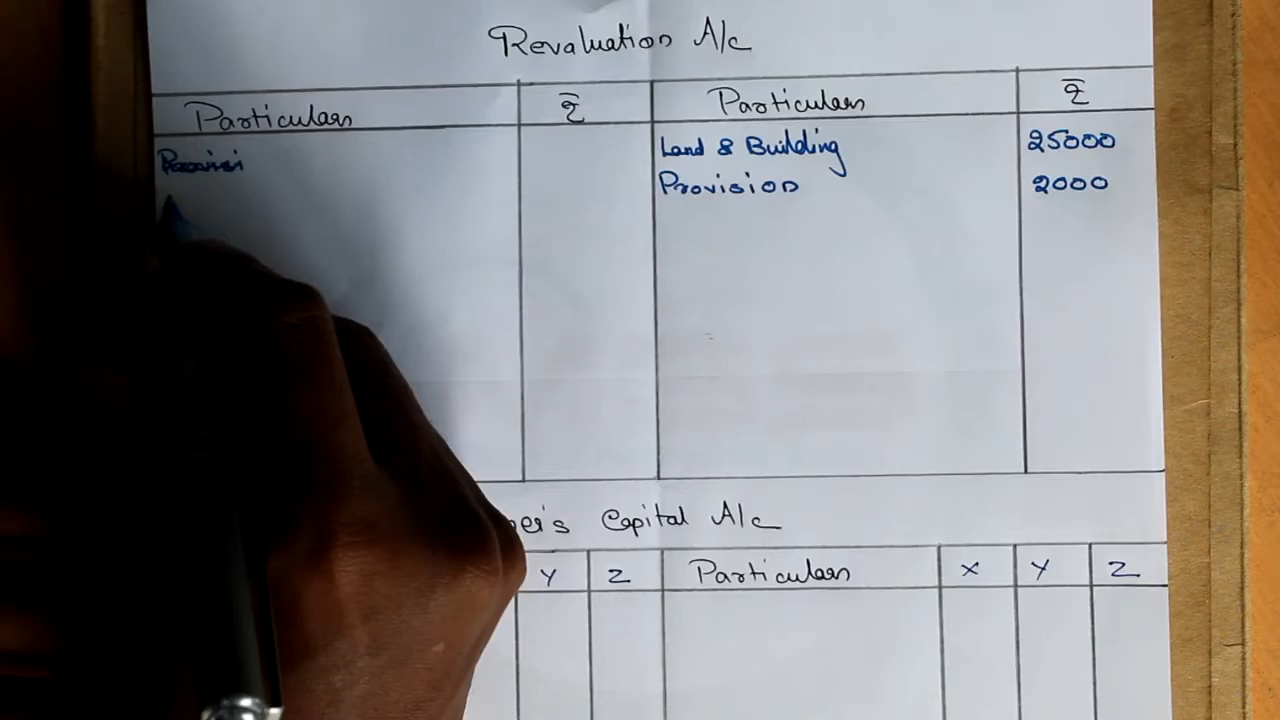 Revaluation A/c
Particulars ₹ Particulars ₹
Land & Building 25000
Provision 2000
Capital A/c
Y Z Particulars X Y Z